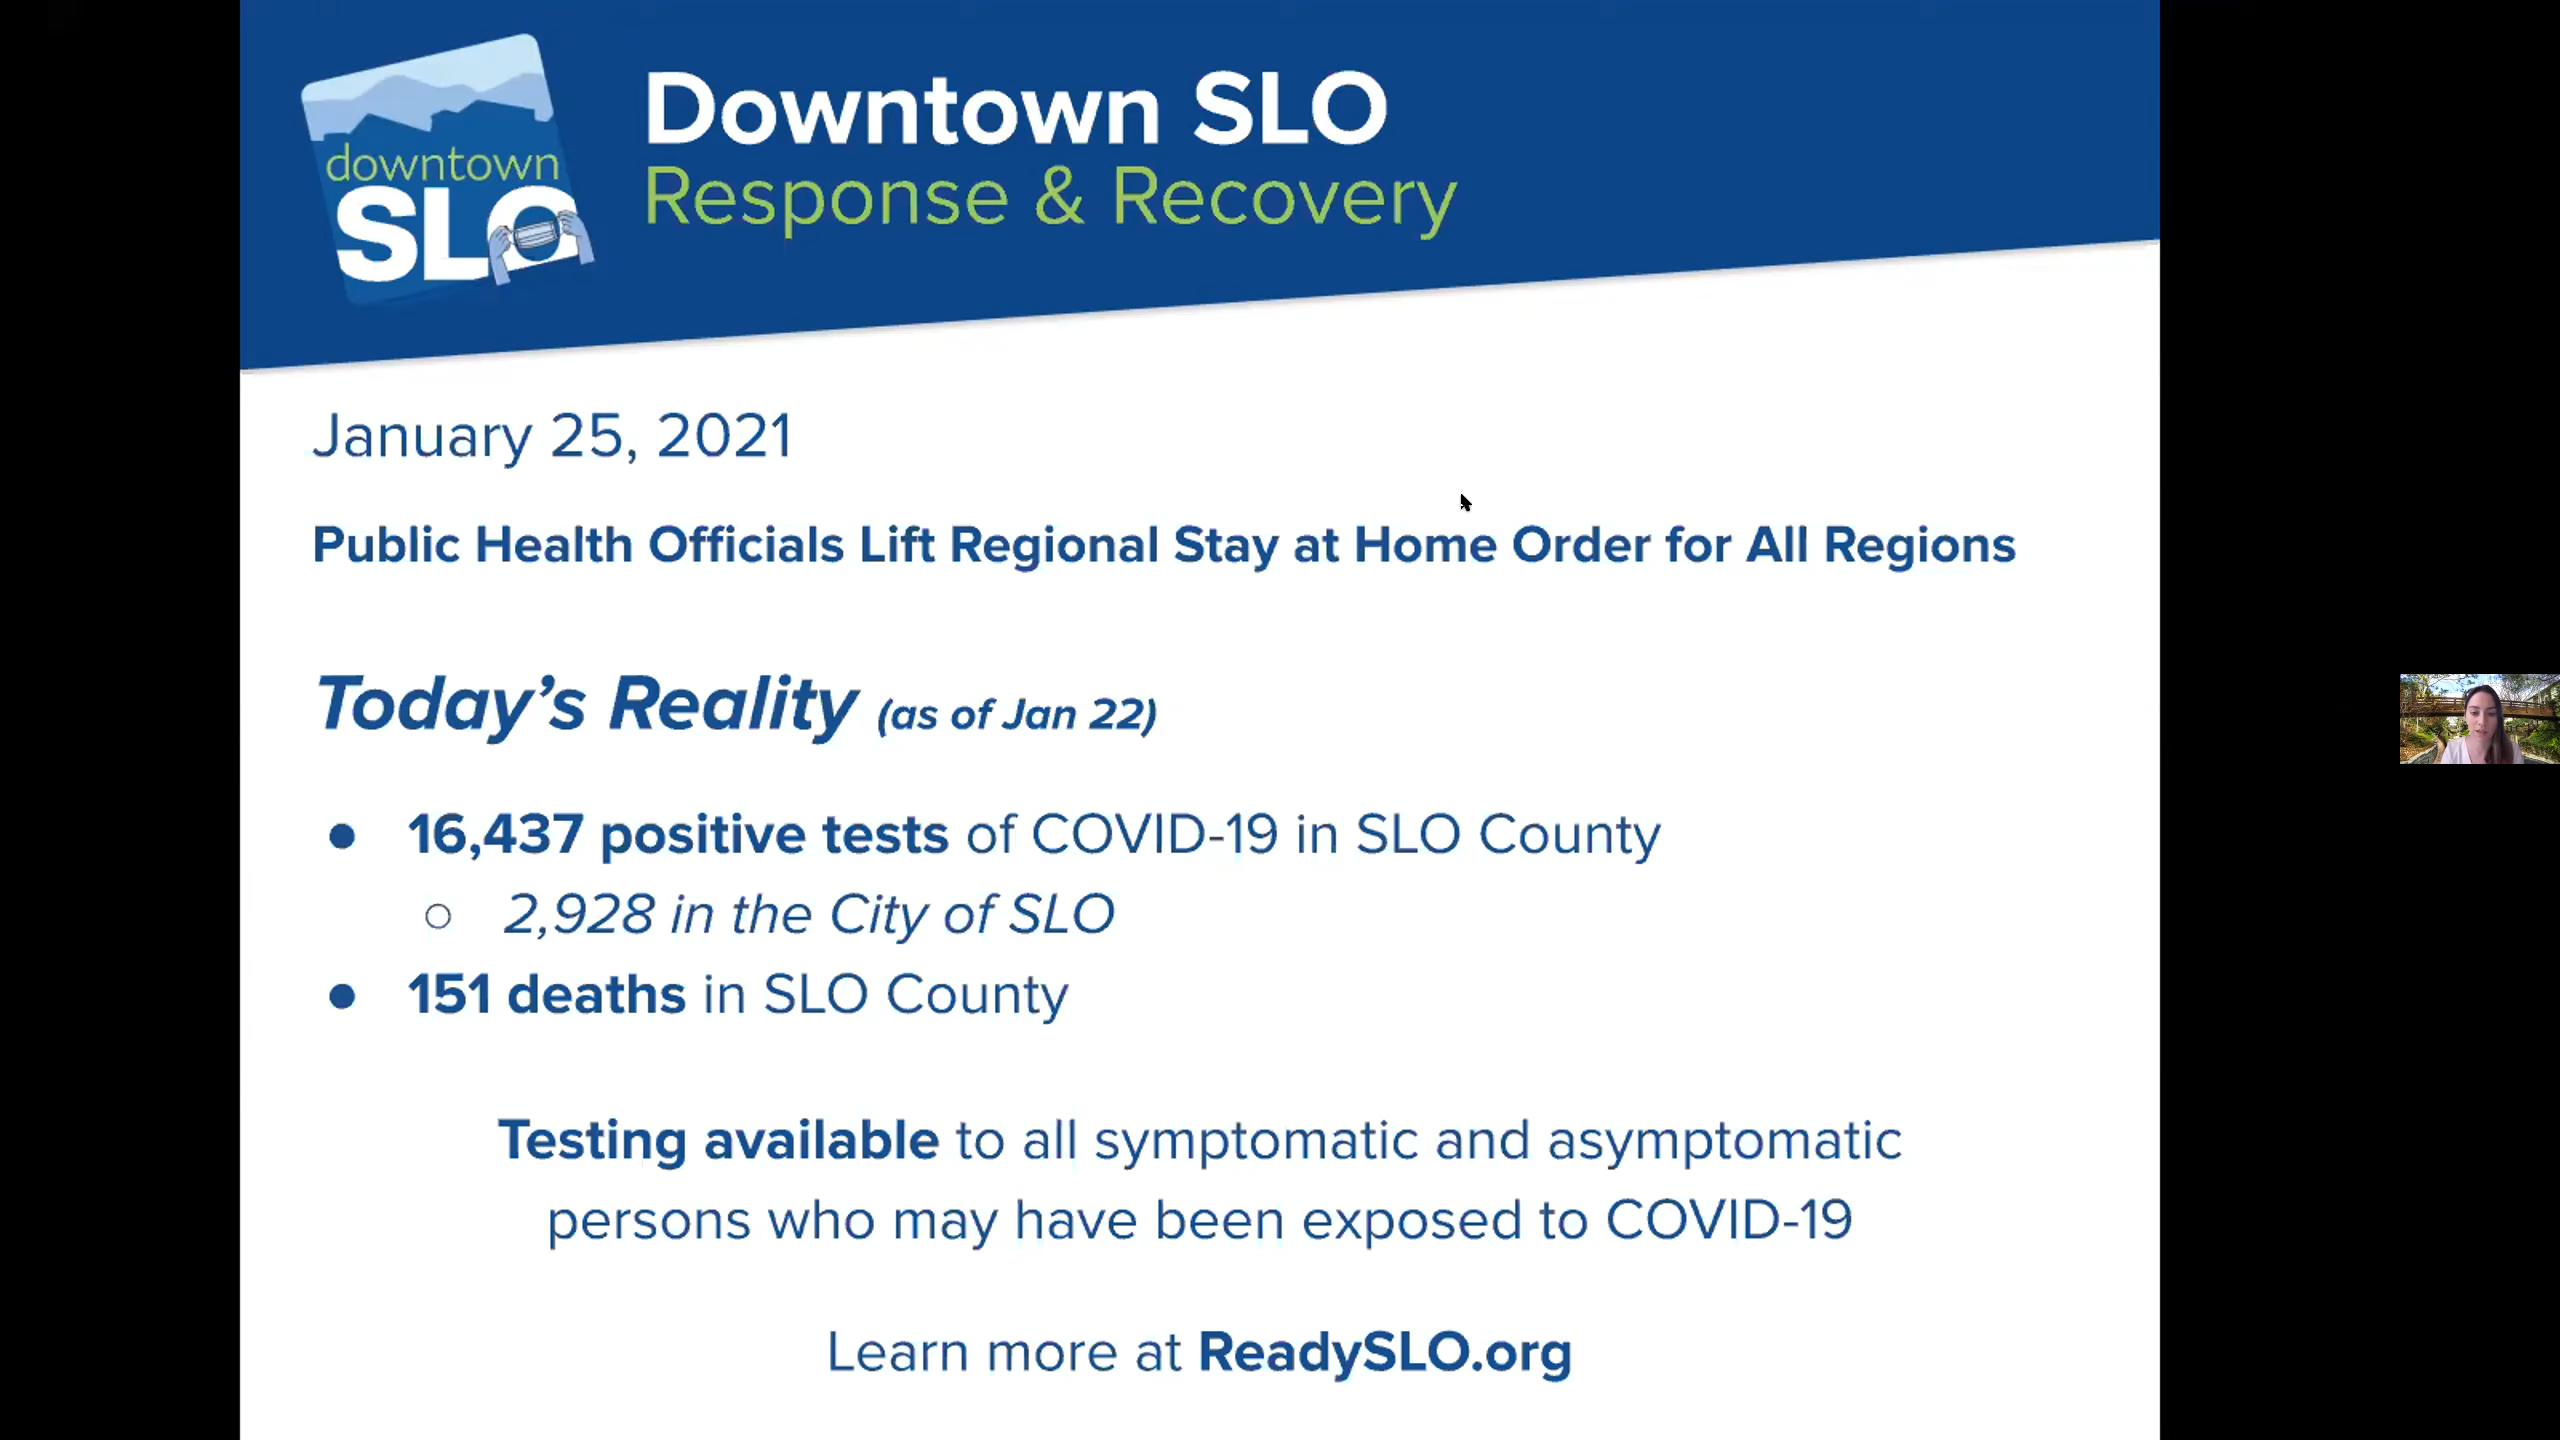 downtown
SLO
Downtown SLO
Response & Recovery
January 25, 2021
Public Health Officials Lift Regional Stay at Home Order for All Regions
Today’s Reality (as of Jan 22)
● 16,437 positive tests of COVID-19 in SLO County
○ 2,928 in the City of SLO
● 151 deaths in SLO County
Testing available to all symptomatic and asymptomatic
persons who may have been exposed to COVID-19
Learn more at ReadySLO.org